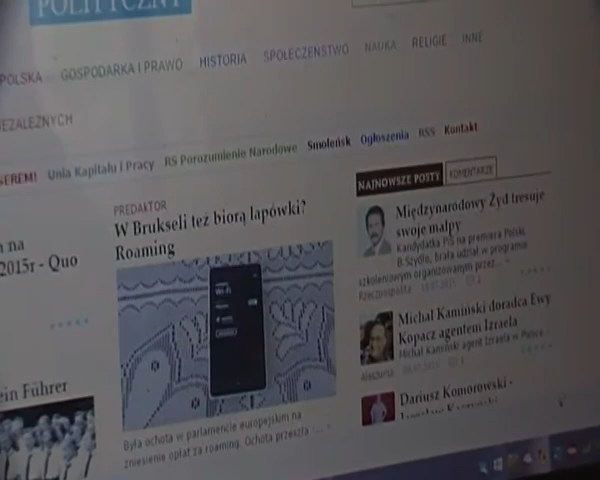 POLITYCZNY
POLSKA GOSPODARKA I PRAWO HISTORIA SPOŁECZEŃSTWO NAUKA RELIGIE INNE
Unia Kapitału i Pracy RS Porozumienie Narodowe Smoleńsk Ogłoszenia RSS Kontakt
NAJNOWSZE POSTY KOMENTARZE
PREDAKTOR
W Brukseli też biorą łapówki?
Roaming
Była ochota w parlamencie europejskim na
zniesienie opłat za roaming. Ochota przeszła
na
2015r - Quo
ein Führer
Międzynarodowy Żyd tresuje
swoje małpy
Kandydatka PiS na premiera Polski,
B.Szydło, brała udział w programie
szkoleniowym organizowanym przez...
Rzeczpospolita
Michał Kamiński doradca Ewy
Kopacz agentem Izraela
Michał Kamiński agent Izraela w Polsce
Dariusz Komorowski -